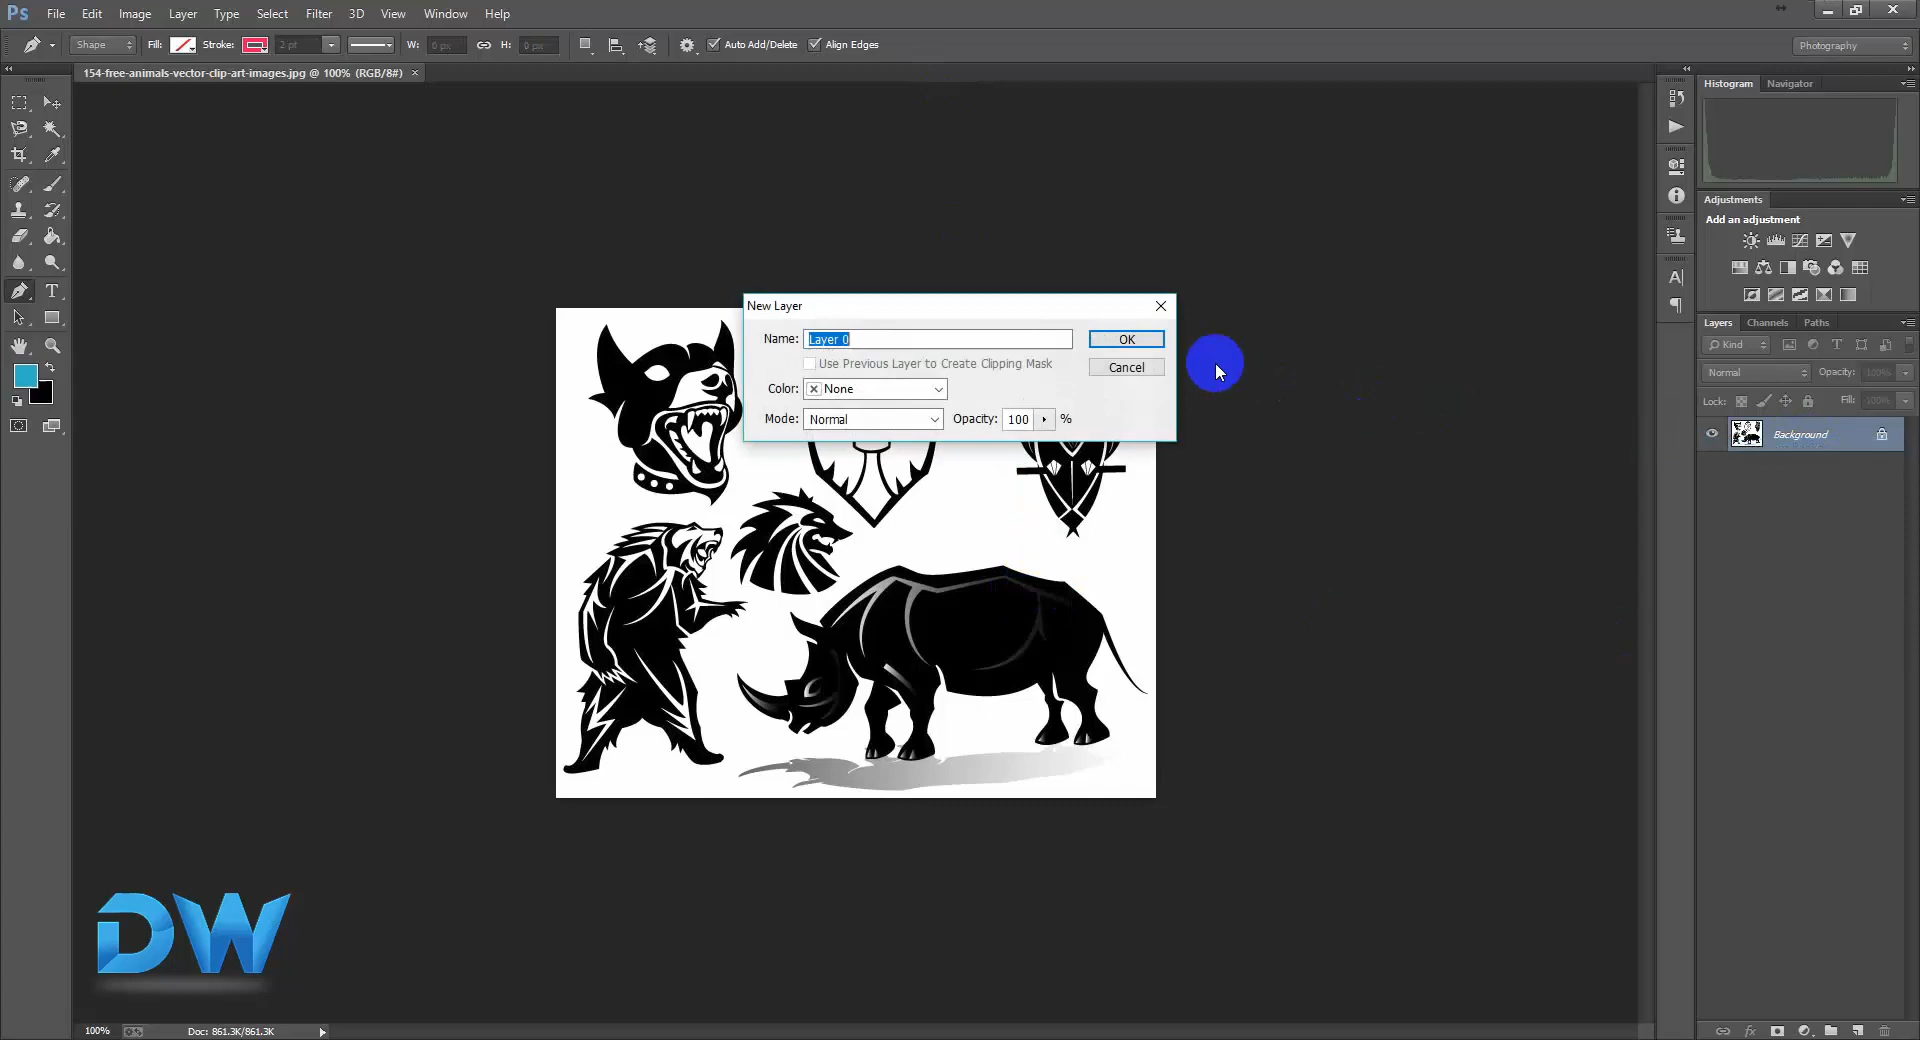 Ps File Edit Image Layer Type Select Filter 3D View Window Help
Shape Fill: Stroke: 2 pt W: 0 px H: 0 px Auto Add/Delete Align Edges Photography
154-free-animals-vector-clip-art-images.jpg @ 100% (RGB/8#) ×
Histogram Navigator
Adjustments
Add an adjustment
Layers Channels Paths
Kind
Normal Opacity: 100%
Lock: Fill: 100%
Background
New Layer
Name: Layer 0 OK
Use Previous Layer to Create Clipping Mask Cancel
Color: None
Mode: Normal Opacity: 100 %
DW
100% Doc: 861.3K/861.3K